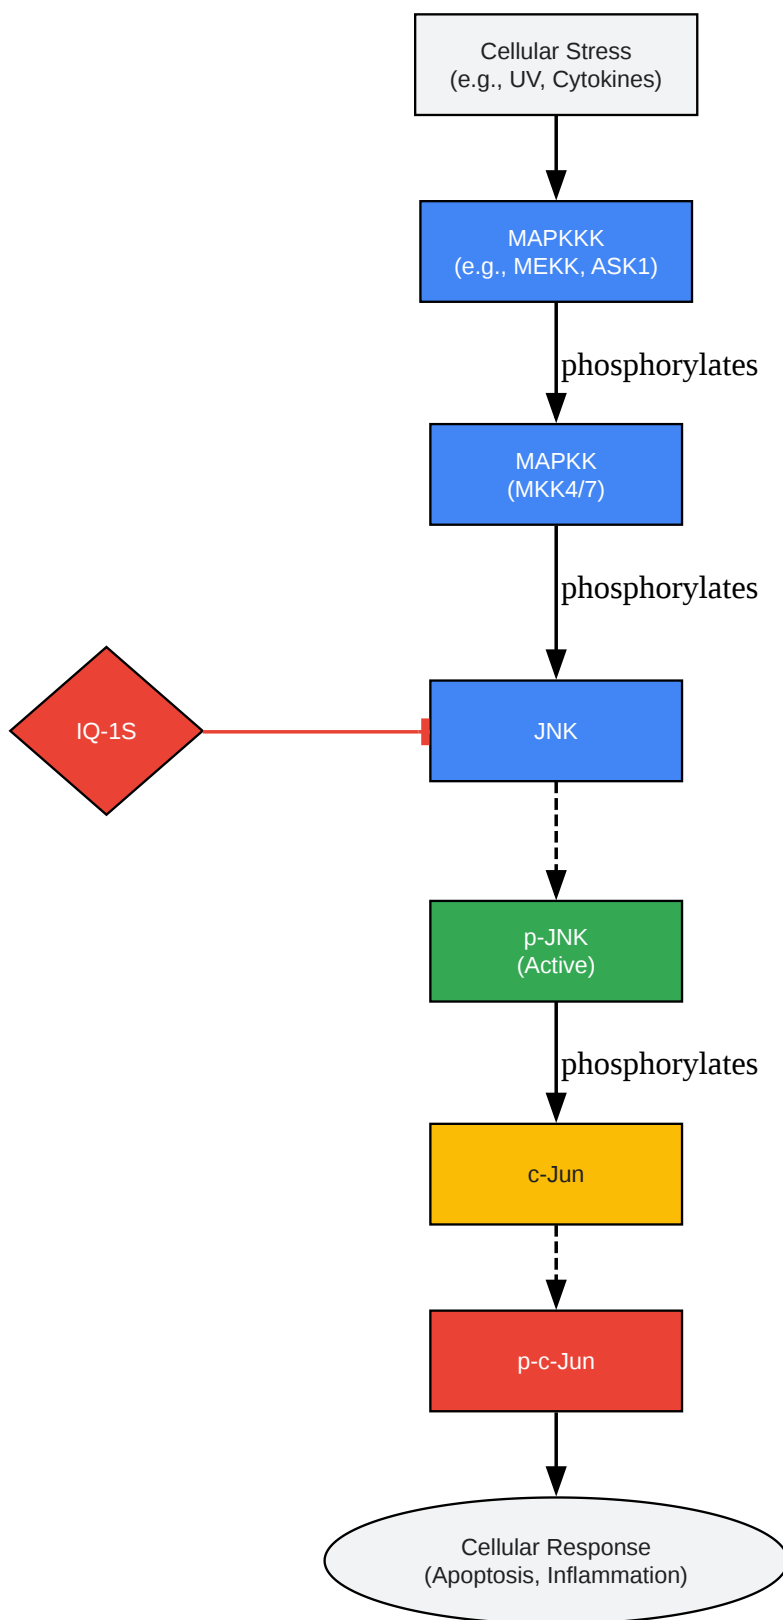 Cellular Stress
(e.g., UV, Cytokines)
MAPKKK
(e.g., MEKK, ASK1)
phosphorylates
MAPKK
(MKK4/7)
phosphorylates
IQ-1S
JNK
p-JNK
(Active)
phosphorylates
c-Jun
p-c-Jun
Cellular Response
(Apoptosis, Inflammation)